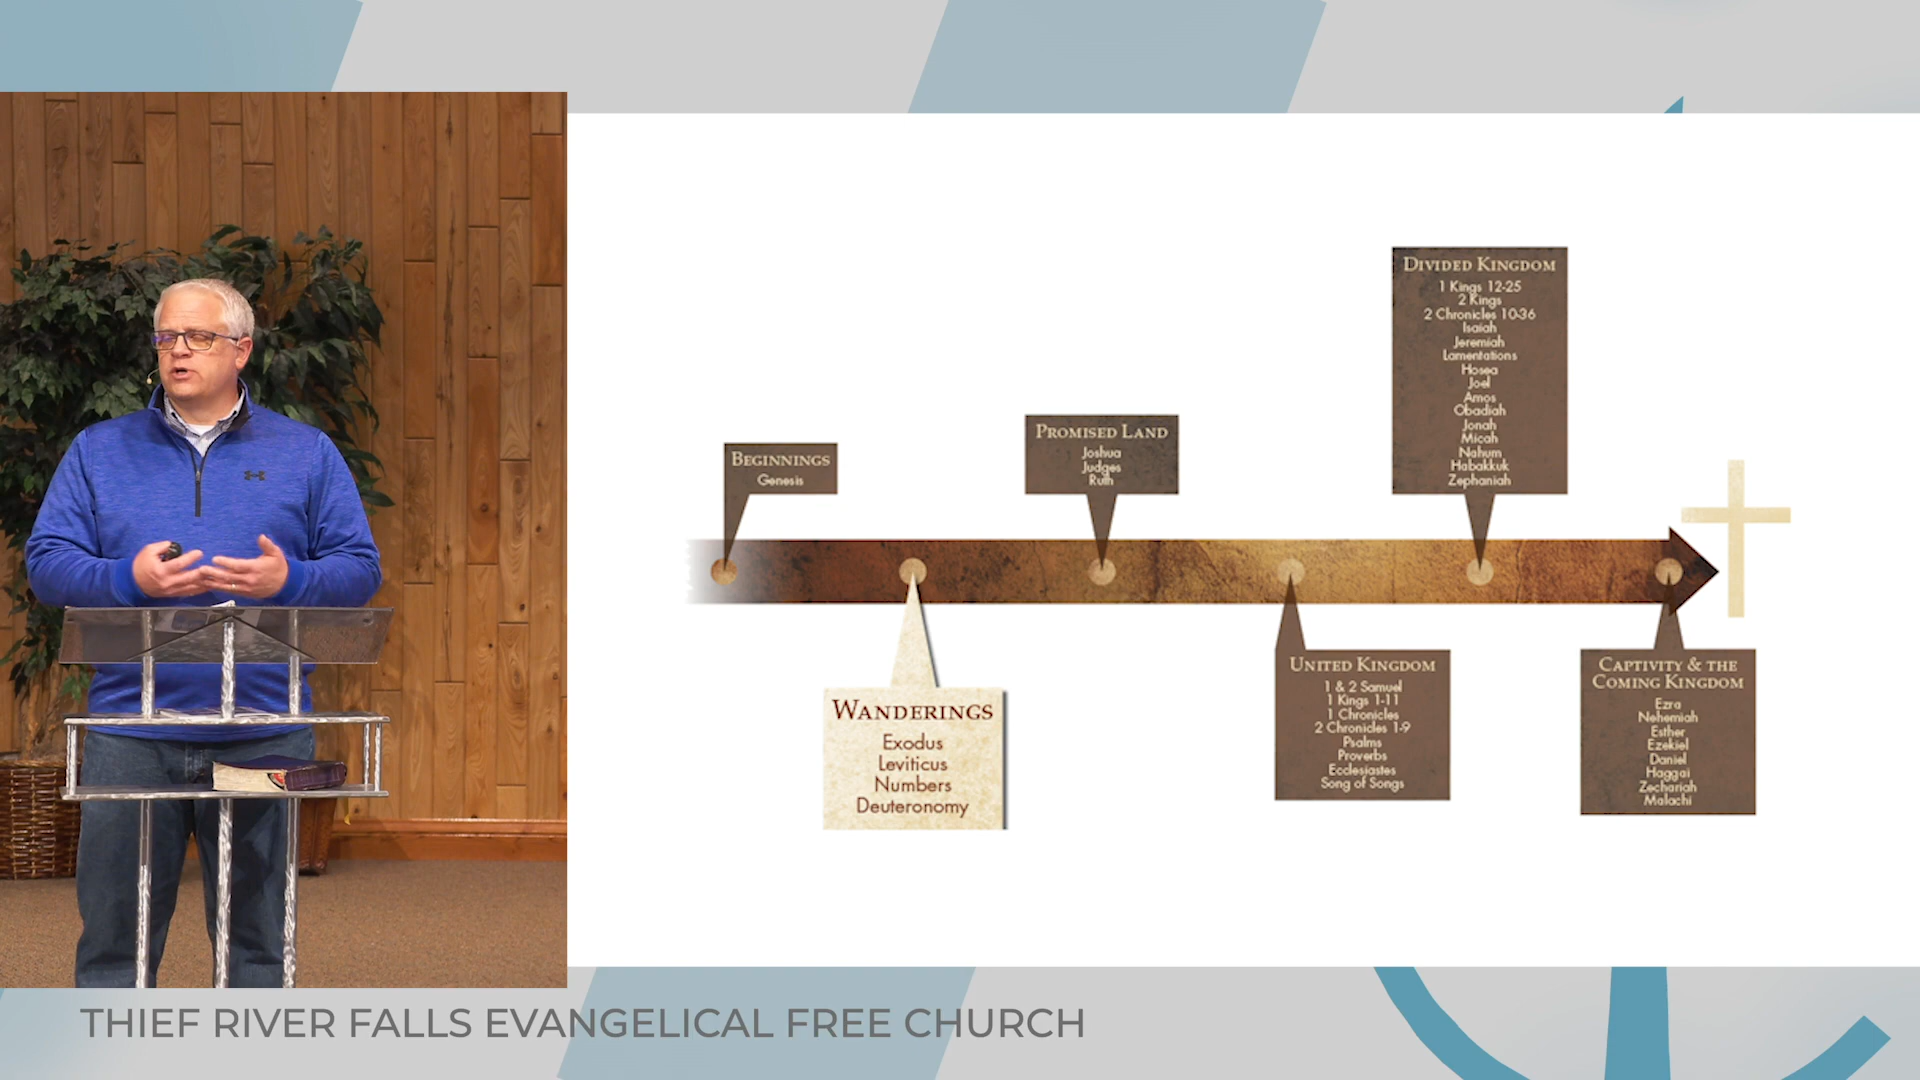 BEGINNINGS
Genesis
WANDERINGS
Exodus
Leviticus
Numbers
Deuteronomy
PROMISED LAND
Joshua
Judges
Ruth
UNITED KINGDOM
1 & 2 Samuel
1 Kings 1-11
1 Chronicles
2 Chronicles 1-9
Psalms
Proverbs
Ecclesiastes
Song of Songs
DIVIDED KINGDOM
1 Kings 12-25
2 Kings
2 Chronicles 10-36
Isaiah
Jeremiah
Lamentations
Hosea
Joel
Amos
Obadiah
Jonah
Micah
Nahum
Habakkuk
Zephaniah
CAPTIVITY & THE
COMING KINGDOM
Ezra
Nehemiah
Esther
Ezekiel
Daniel
Haggai
Zechariah
Malachi
THIEF RIVER FALLS EVANGELICAL FREE CHURCH